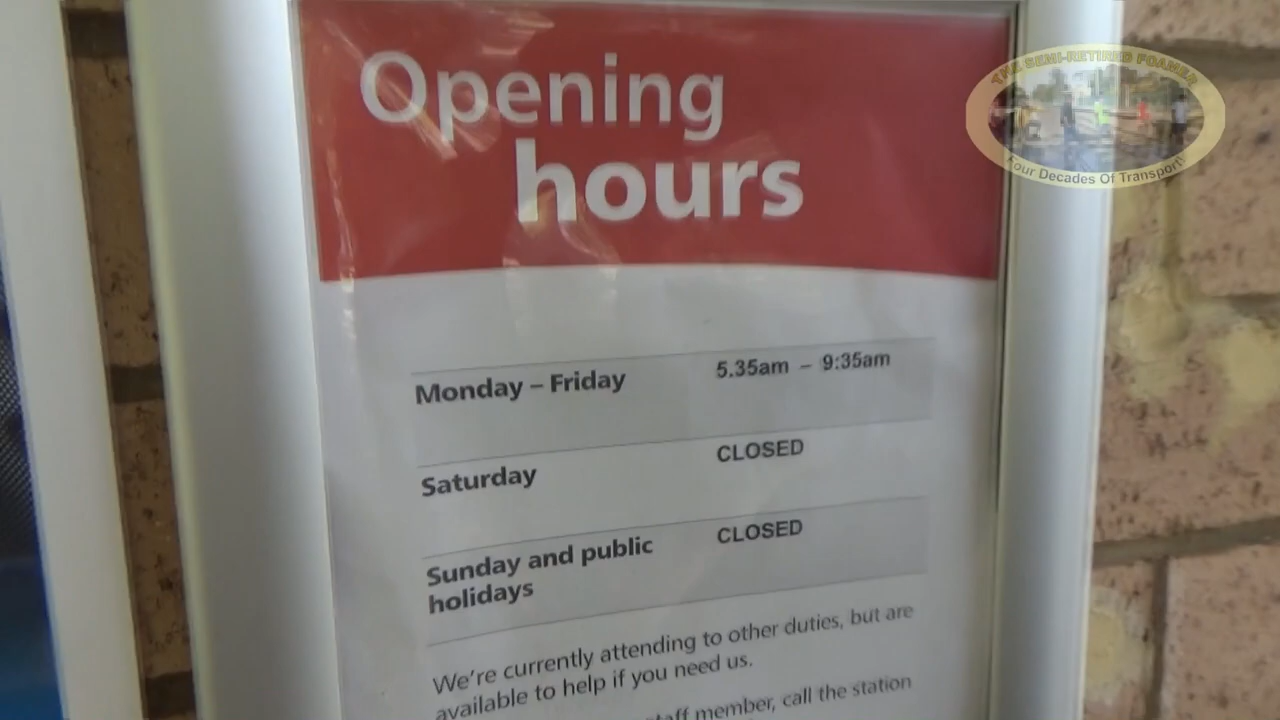 THE SEMI-RETIRED FOAMER
Four Decades Of Transport!
Opening
hours
Monday – Friday 5.35am – 9:35am
Saturday CLOSED
Sunday and public CLOSED
holidays
We're currently attending to other duties, but are
available to help if you need us.
member, call the station